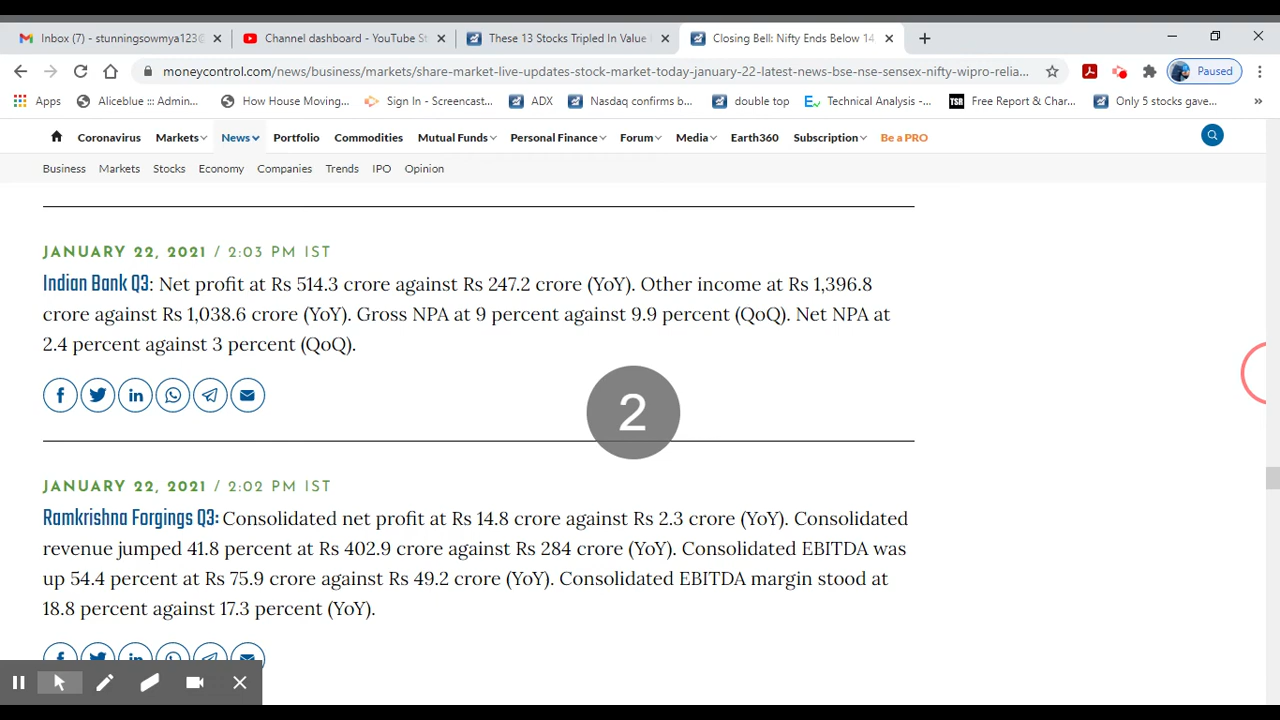 Inbox (7) - stunningsowmya123@
Channel dashboard - YouTube St
These 13 Stocks Tripled In Value
Closing Bell: Nifty Ends Below 14
moneycontrol.com/news/business/markets/share-market-live-updates-stock-market-today-january-22-latest-news-bse-nse-sensex-nifty-wipro-relia...
Paused
Apps
Aliceblue ::: Admin...
How House Moving...
Sign In - Screencast...
ADX
Nasdaq confirms b...
double top
Technical Analysis -...
TSR Free Report & Char...
Only 5 stocks gave...
»
Coronavirus Markets News Portfolio Commodities Mutual Funds Personal Finance Forum Media Earth360 Subscription Be a PRO
Business Markets Stocks Economy Companies Trends IPO Opinion
JANUARY 22, 2021 / 2:03 PM IST
Indian Bank Q3: Net profit at Rs 514.3 crore against Rs 247.2 crore (YoY). Other income at Rs 1,396.8
crore against Rs 1,038.6 crore (YoY). Gross NPA at 9 percent against 9.9 percent (QoQ). Net NPA at
2.4 percent against 3 percent (QoQ).
2
JANUARY 22, 2021 / 2:02 PM IST
Ramkrishna Forgings Q3: Consolidated net profit at Rs 14.8 crore against Rs 2.3 crore (YoY). Consolidated
revenue jumped 41.8 percent at Rs 402.9 crore against Rs 284 crore (YoY). Consolidated EBITDA was
up 54.4 percent at Rs 75.9 crore against Rs 49.2 crore (YoY). Consolidated EBITDA margin stood at
18.8 percent against 17.3 percent (YoY).